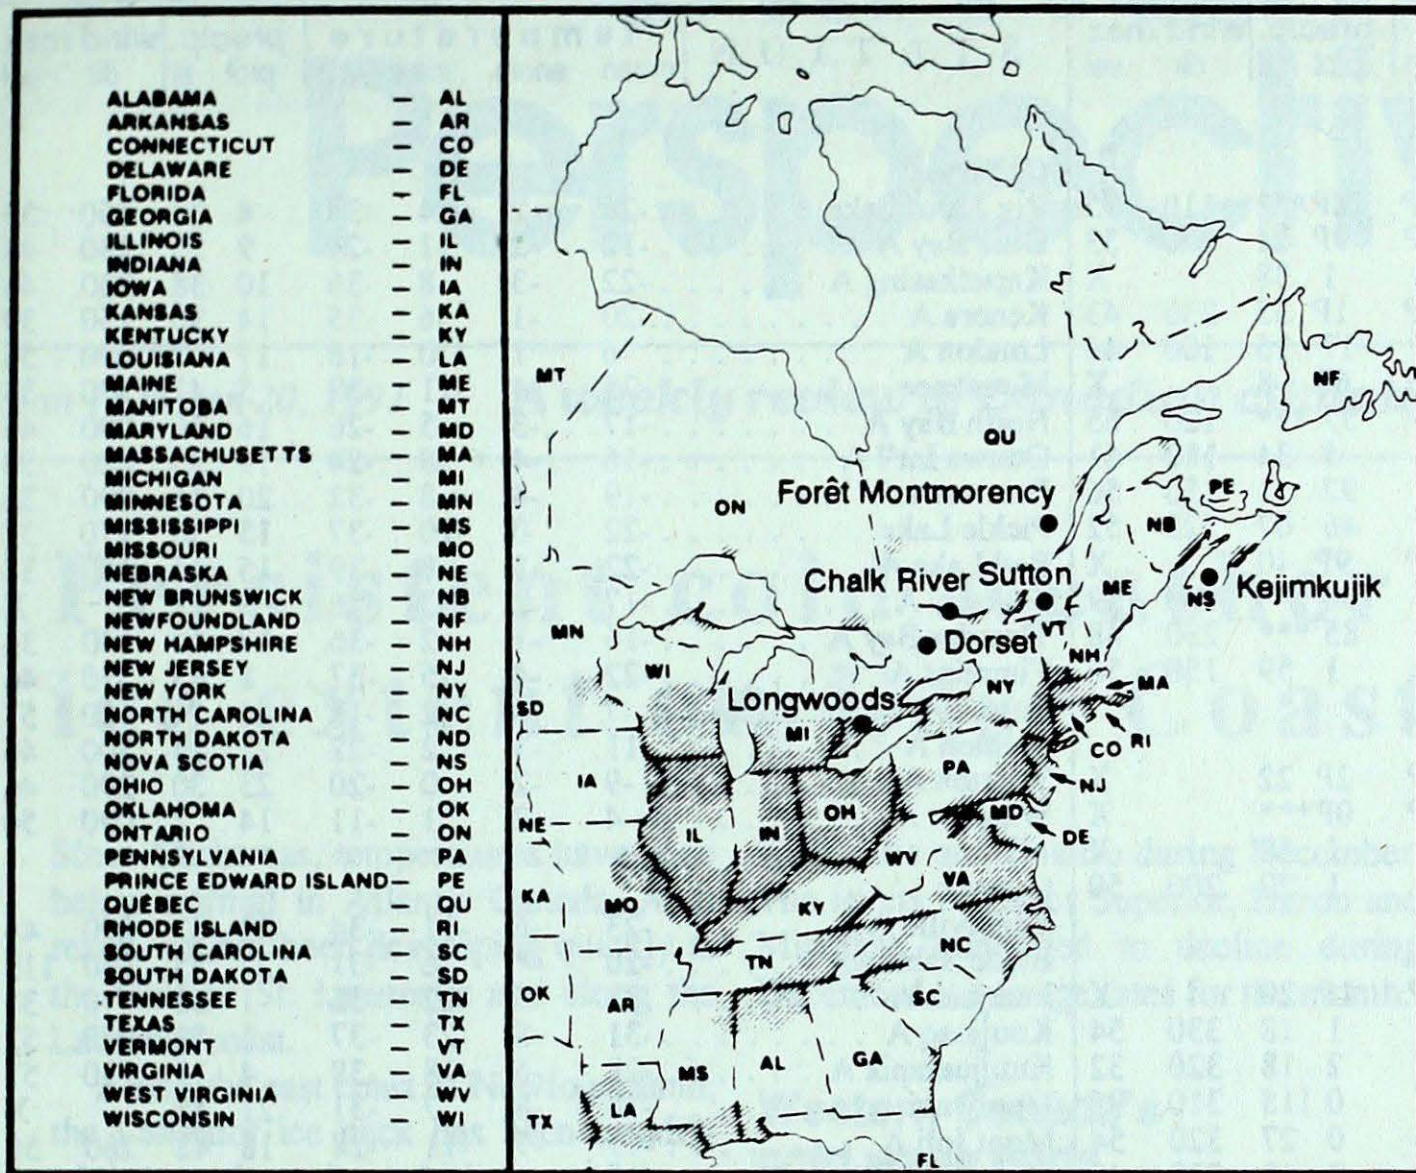 ALABAMA – AL
ARKANSAS – AR
CONNECTICUT – CO
DELAWARE – DE
FLORIDA – FL
GEORGIA – GA
ILLINOIS – IL
INDIANA – IN
IOWA – IA
KANSAS – KA
KENTUCKY – KY
LOUISIANA – LA
MAINE – ME
MANITOBA – MT
MARYLAND – MD
MASSACHUSETTS – MA
MICHIGAN – MI
MINNESOTA – MN
MISSISSIPPI – MS
MISSOURI – MO
NEBRASKA – NE
NEW BRUNSWICK – NB
NEWFOUNDLAND – NF
NEW HAMPSHIRE – NH
NEW JERSEY – NJ
NEW YORK – NY
NORTH CAROLINA – NC
NORTH DAKOTA – ND
NOVA SCOTIA – NS
OHIO – OH
OKLAHOMA – OK
ONTARIO – ON
PENNSYLVANIA – PA
PRINCE EDWARD ISLAND – PE
QUÉBEC – QU
RHODE ISLAND – RI
SOUTH CAROLINA – SC
SOUTH DAKOTA – SD
TENNESSEE – TN
TEXAS – TX
VERMONT – VT
VIRGINIA – VA
WEST VIRGINIA – WV
WISCONSIN – WI
MT
NF
QU
PE
Forêt Montmorency
ON
NB
Chalk River Sutton
ME
NS
Kejimkujik
MN
VT
Dorset
NH
WI
NY
MA
SD
Longwoods
MI
RI
CO
IA
PA
NJ
NE
IL
IN
OH
MD
DE
WV
VA
KA
MO
KY
NC
TN
OK
AR
SC
MS
AL
GA
LA
TX
FL